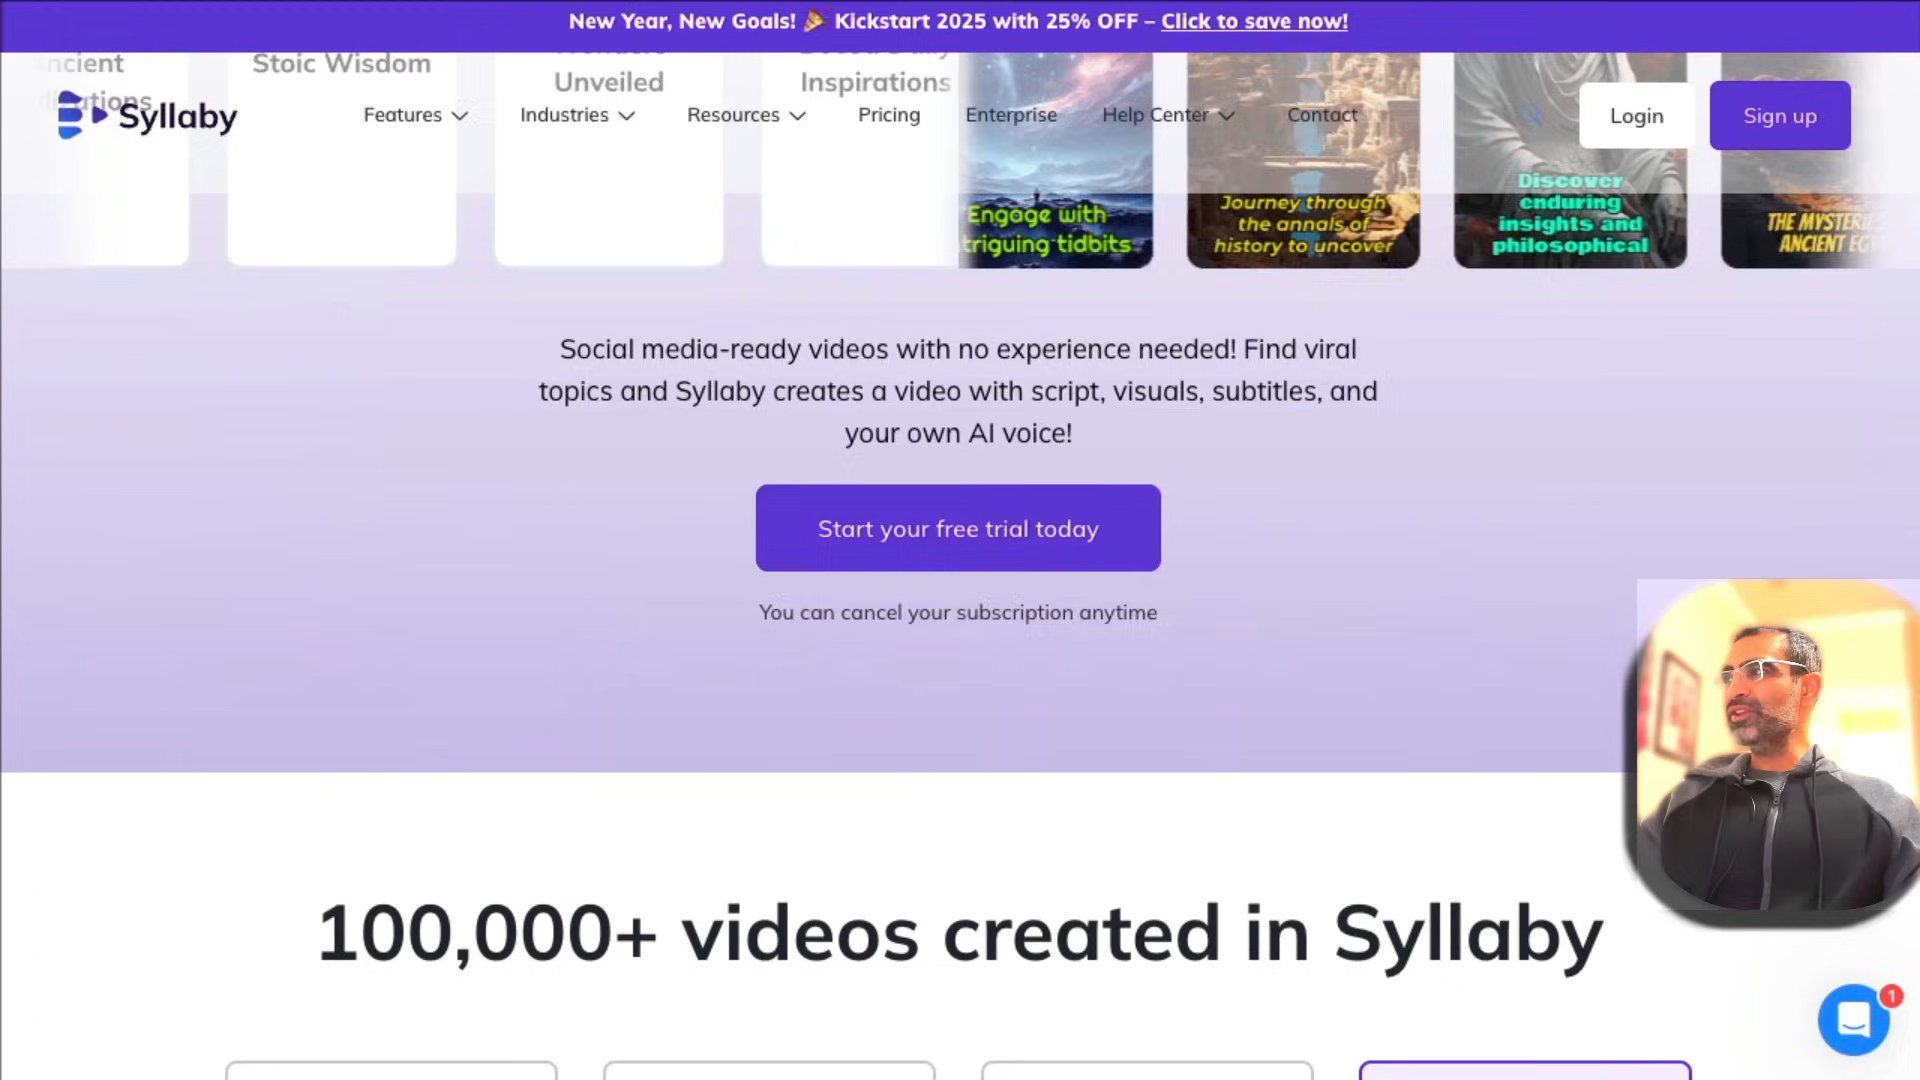 New Year, New Goals! 🎉 Kickstart 2025 with 25% OFF – Click to save now!
Stoic Wisdom
Unveiled
Inspirations
Syllaby
Features
Industries
Resources
Pricing
Enterprise
Help Center
Contact
Login
Sign up
Engage with
triguing tidbits
Journey through
the annals of
history to uncover
Discover
enduring
insights and
philosophical
Social media-ready videos with no experience needed! Find viral
topics and Syllaby creates a video with script, visuals, subtitles, and
your own AI voice!
Start your free trial today
You can cancel your subscription anytime
100,000+ videos created in Syllaby
1